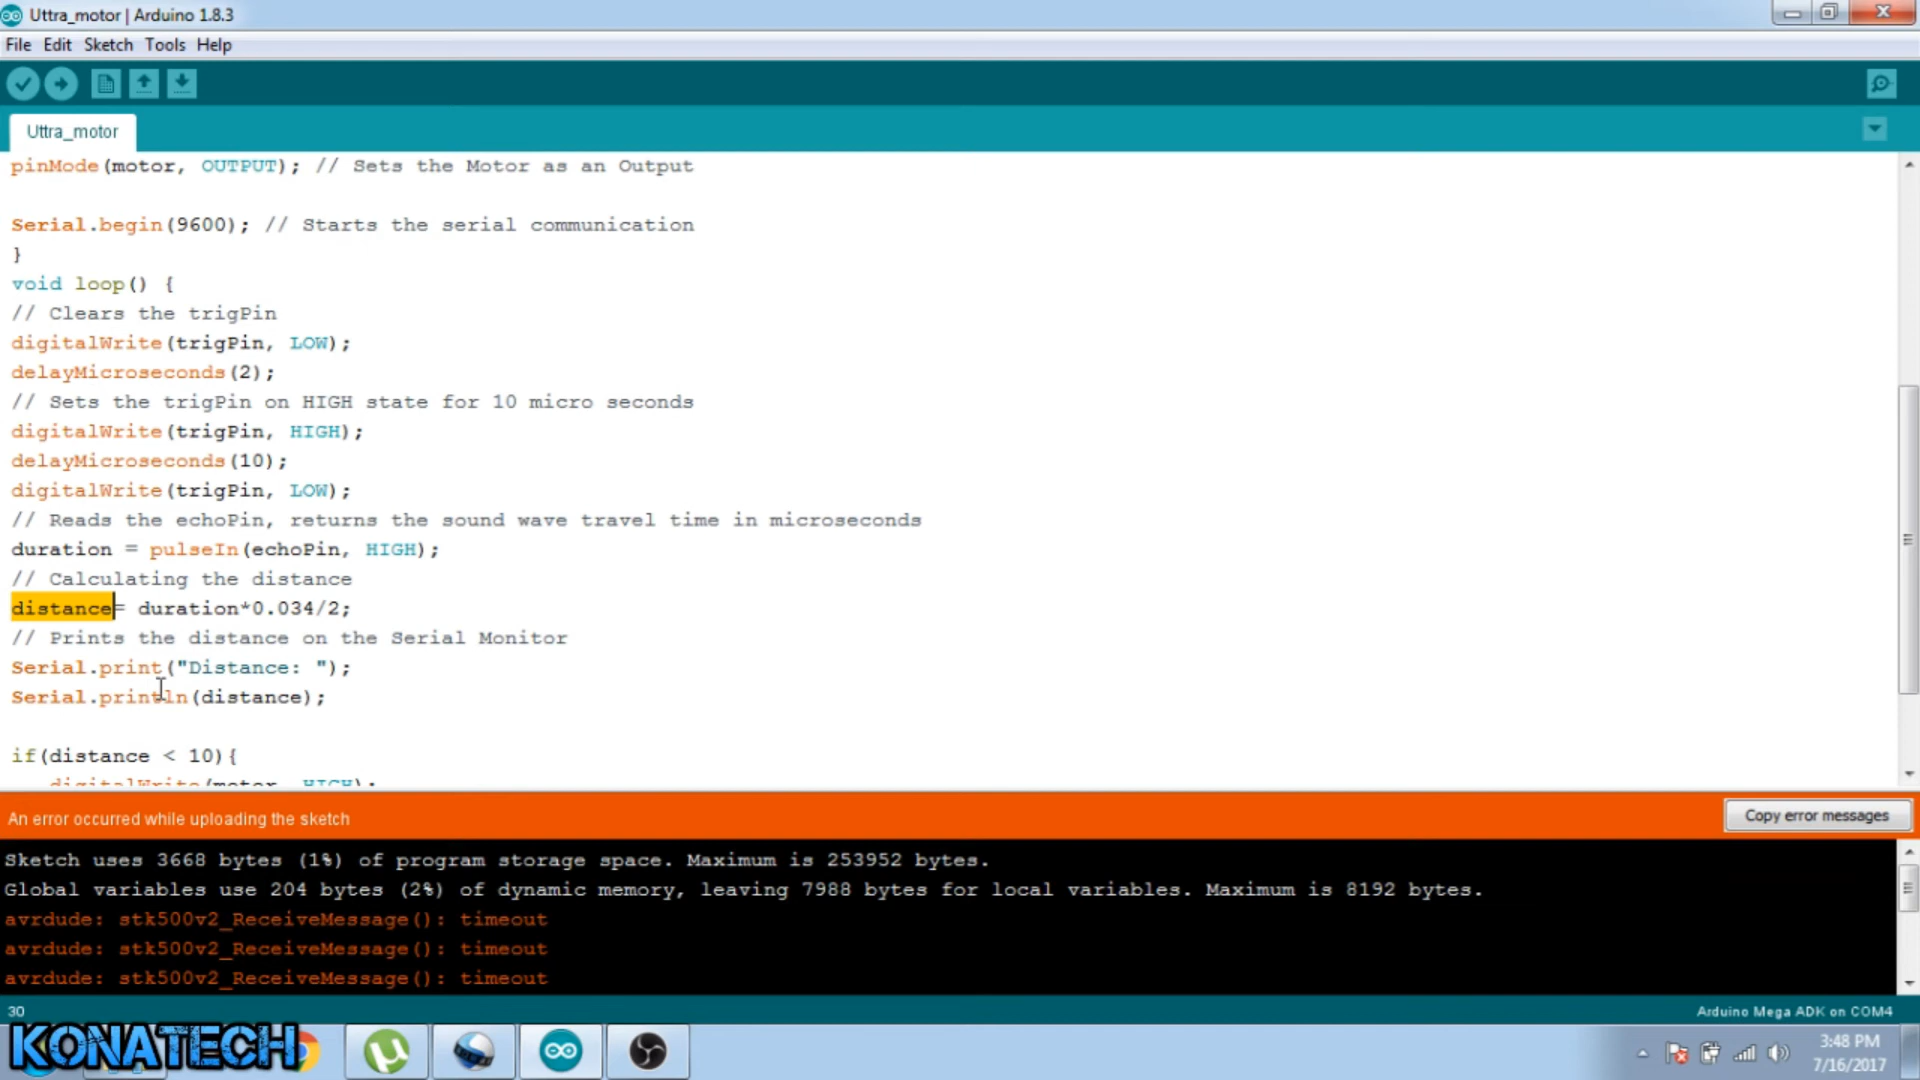 Uttra_motor | Arduino 1.8.3
File Edit Sketch Tools Help
Uttra_motor
pinMode(motor, OUTPUT); // Sets the Motor as an Output
Serial.begin(9600); // Starts the serial communication
}
void loop() {
// Clears the trigPin
digitalWrite(trigPin, LOW);
delayMicroseconds(2);
// Sets the trigPin on HIGH state for 10 micro seconds
digitalWrite(trigPin, HIGH);
delayMicroseconds(10);
digitalWrite(trigPin, LOW);
// Reads the echoPin, returns the sound wave travel time in microseconds
duration = pulseIn(echoPin, HIGH);
// Calculating the distance
distance= duration*0.034/2;
// Prints the distance on the Serial Monitor
Serial.print("Distance: ");
Serial.println(distance);
if(distance < 10){
digitalWrite(motor, HIGH);
An error occurred while uploading the sketch
Copy error messages
Sketch uses 3668 bytes (1%) of program storage space. Maximum is 253952 bytes.
Global variables use 204 bytes (2%) of dynamic memory, leaving 7988 bytes for local variables. Maximum is 8192 bytes.
avrdude: stk500v2_ReceiveMessage(): timeout
avrdude: stk500v2_ReceiveMessage(): timeout
avrdude: stk500v2_ReceiveMessage(): timeout
30
Arduino Mega ADK on COM4
KONATECH
3:48 PM
7/16/2017